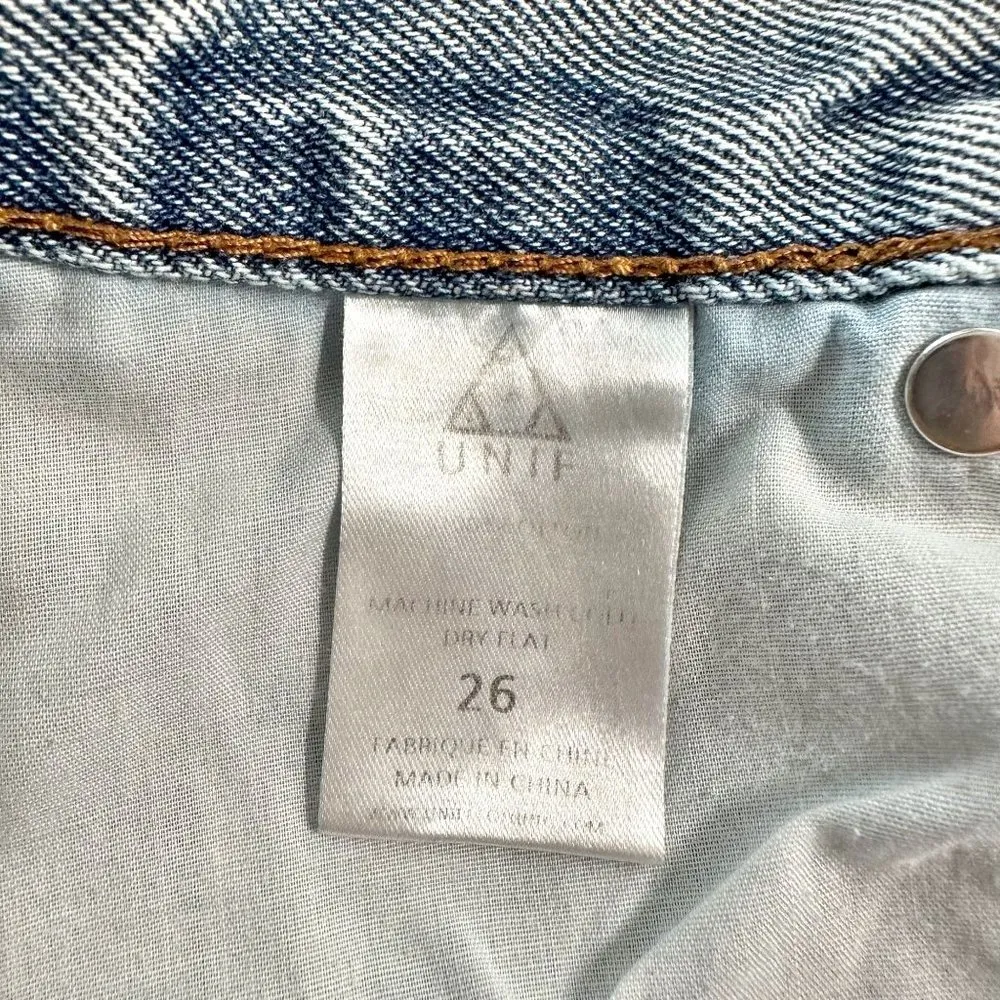 UNIF
MACHINE WASH COLD
DRY FLAT
26
FABRIQUE EN CHINE
MADE IN CHINA